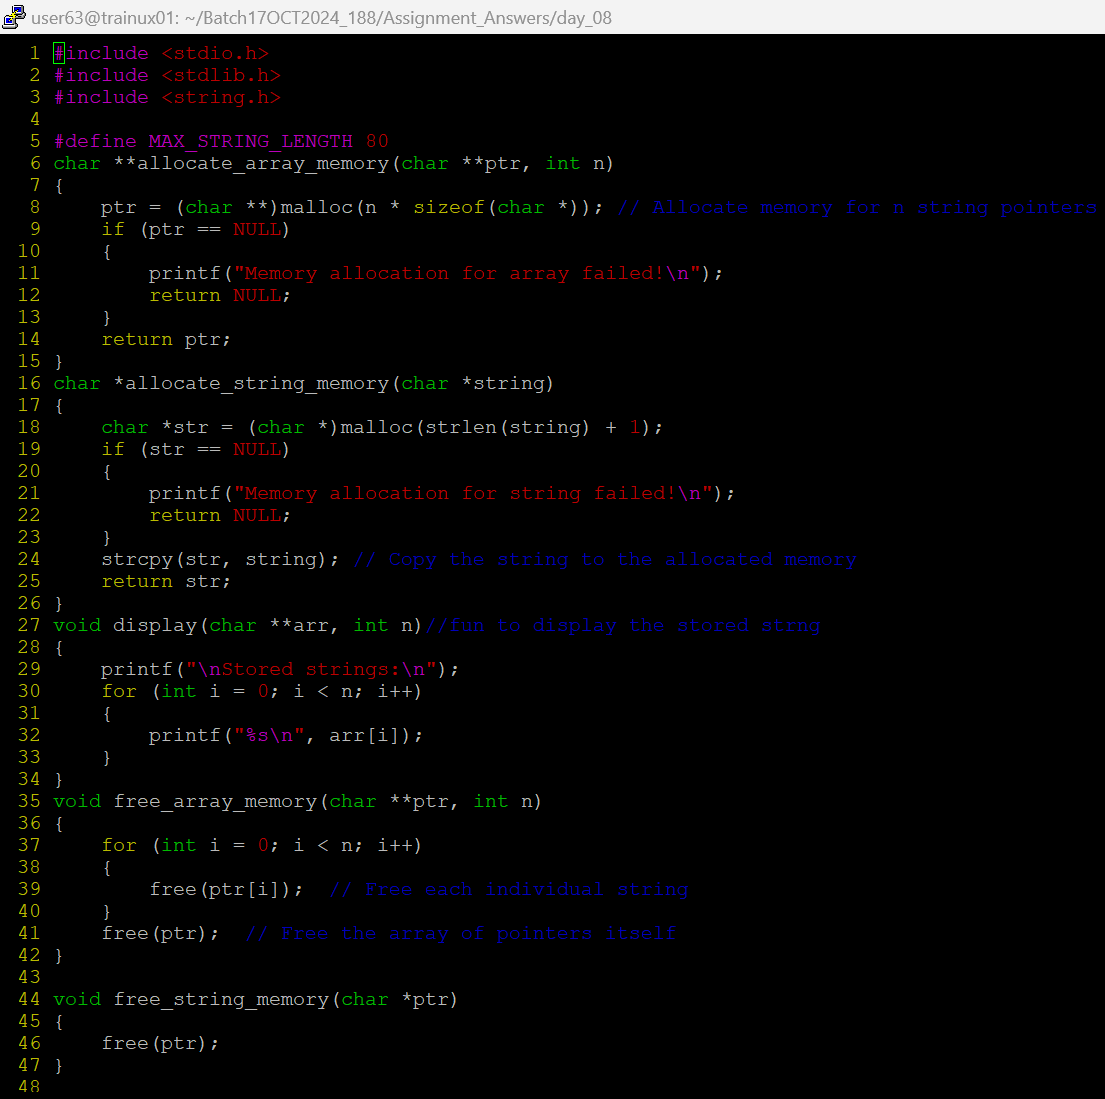 user63@trainux01: ~/Batch17OCT2024_188/Assignment_Answers/day_08
1 #include <stdio.h>
2 #include <stdlib.h>
3 #include <string.h>
4
5 #define MAX_STRING_LENGTH 80
6 char **allocate_array_memory(char **ptr, int n)
7 {
8     ptr = (char **)malloc(n * sizeof(char *)); // Allocate memory for n string pointers
9     if (ptr == NULL)
10     {
11         printf("Memory allocation for array failed!\n");
12         return NULL;
13     }
14     return ptr;
15 }
16 char *allocate_string_memory(char *string)
17 {
18     char *str = (char *)malloc(strlen(string) + 1);
19     if (str == NULL)
20     {
21         printf("Memory allocation for string failed!\n");
22         return NULL;
23     }
24     strcpy(str, string); // Copy the string to the allocated memory
25     return str;
26 }
27 void display(char **arr, int n)//fun to display the stored strng
28 {
29     printf("\nStored strings:\n");
30     for (int i = 0; i < n; i++)
31     {
32         printf("%s\n", arr[i]);
33     }
34 }
35 void free_array_memory(char **ptr, int n)
36 {
37     for (int i = 0; i < n; i++)
38     {
39         free(ptr[i]);  // Free each individual string
40     }
41     free(ptr);  // Free the array of pointers itself
42 }
43
44 void free_string_memory(char *ptr)
45 {
46     free(ptr);
47 }
48